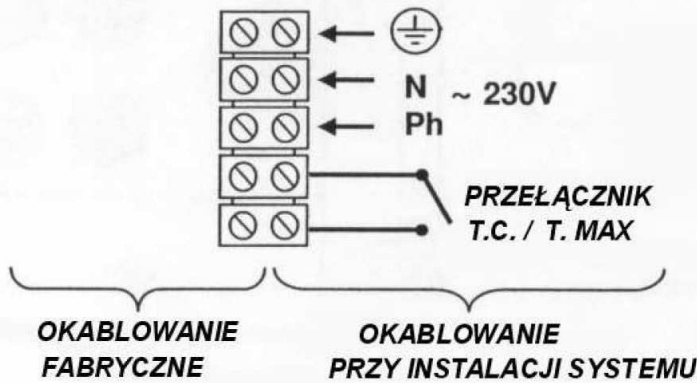 N ~ 230V
Ph
PRZEŁĄCZNIK
T.C. / T. MAX
OKABLOWANIE
FABRYCZNE
OKABLOWANIE
PRZY INSTALACJI SYSTEMU